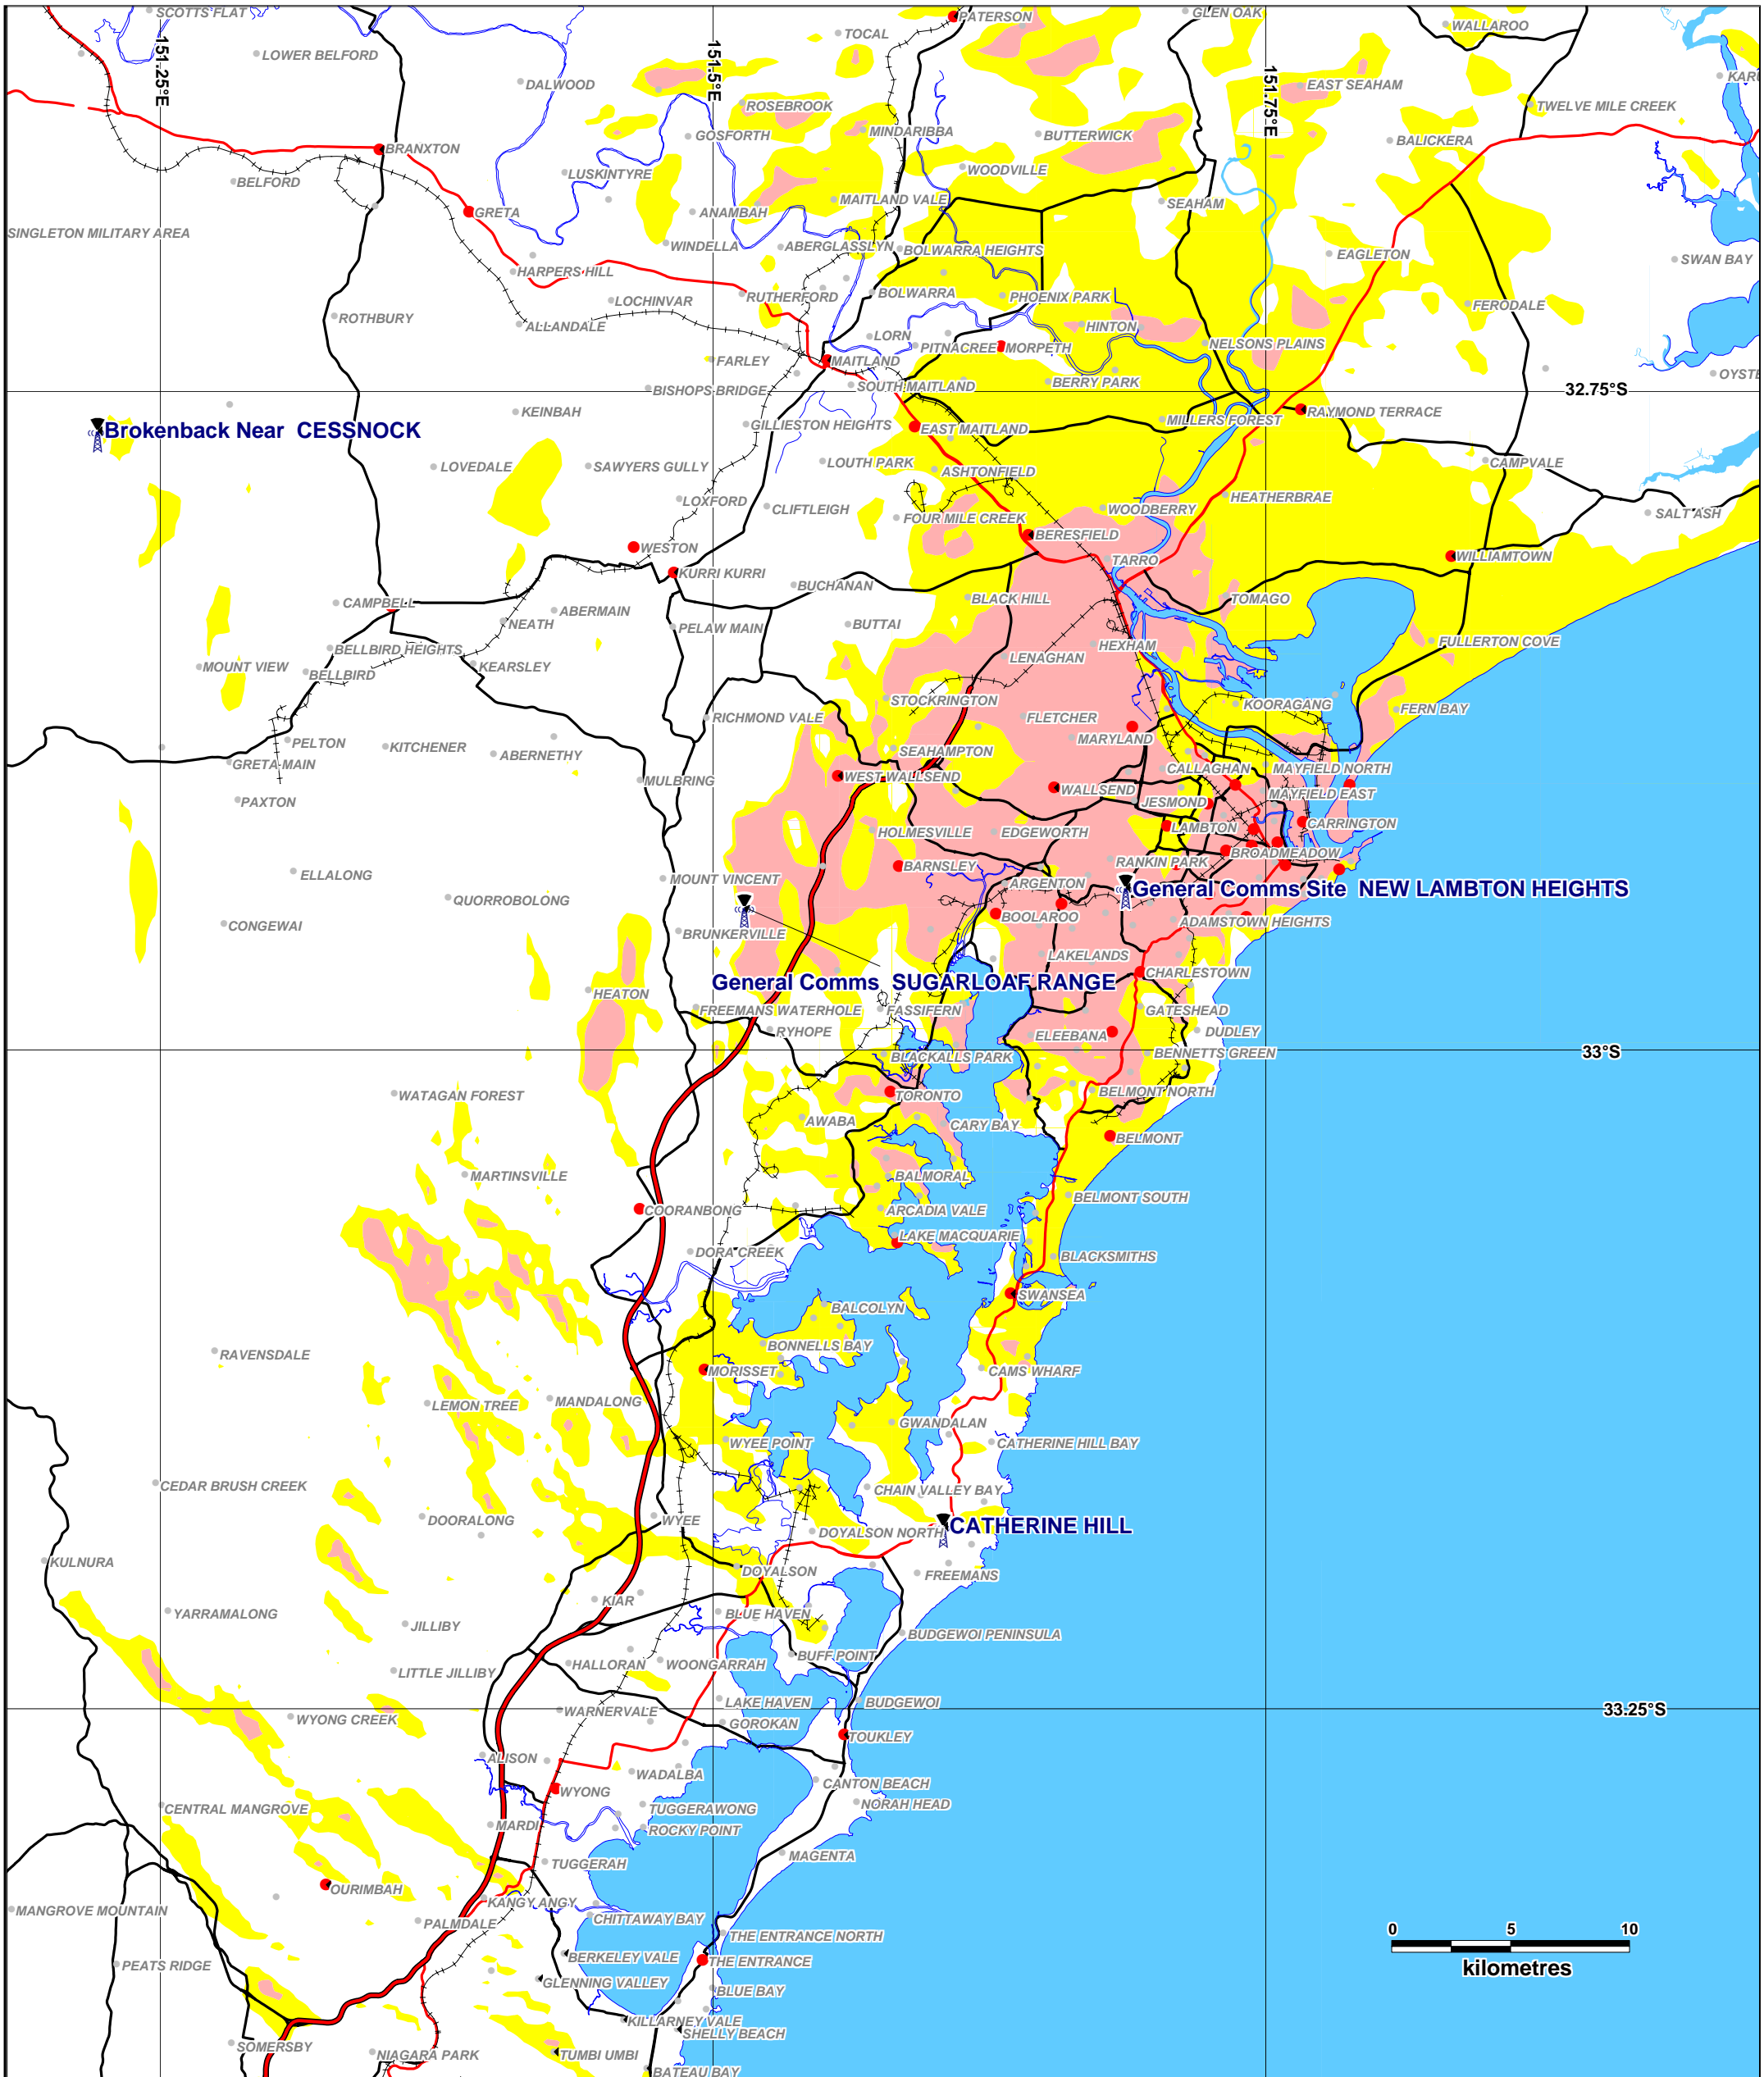 SCOTTS FLAT
PATERSON
GLEN OAK
WALLAROO
LOWER BELFORD
TOCAL
151.25°E
151.5°E
151.75°E
DALWOOD
EAST SEAHAM
ROSEBROOK
TWELVE MILE CREEK
GOSFORTH
MINDARIBBA
BUTTERWICK
BALICKERA
BRANXTON
BELFORD
LUSKINTYRE
WOODVILLE
GRETA
ANAMBAH
MAITLAND VALE
SEAHAM
SINGLETON MILITARY AREA
WINDELLA
ABERGLASSLYN
BOLWARRA HEIGHTS
EAGLETON
SWAN BAY
HARPERS HILL
LOCHINVAR
RUTHERFORD
BOLWARRA
PHOENIX PARK
FERODALE
ROTHBURY
ALLANDALE
LORN
HINTON
FARLEY
MAITLAND
PITNACREE
MORPETH
NELSONS PLAINS
BISHOPS BRIDGE
SOUTH MAITLAND
BERRY PARK
OYSTE
32.75°S
KEINBAH
RAYMOND TERRACE
Brokenback Near CESSNOCK
GILLIESTON HEIGHTS
EAST MAITLAND
MILLERS FOREST
LOVEDALE
SAWYERS GULLY
LOUTH PARK
ASHTONFIELD
CAMPVALE
LOXFORD
CLIFTLEIGH
FOUR MILE CREEK
WOODBERRY
HEATHERBRAE
SALT ASH
WESTON
BERESFIELD
WILLIAMTOWN
KURRI KURRI
BUCHANAN
TARRO
CAMPBELL
ABERMAIN
BLACK HILL
TOMAGO
NEATH
PELAW MAIN
BUTTAI
BELLBIRD HEIGHTS
LENAGHAN
HEXHAM
FULLERTON COVE
MOUNT VIEW
BELLBIRD
KEARSLEY
STOCKRINGTON
KOORAGANG
FERN BAY
RICHMOND VALE
FLETCHER
PELTON
KITCHENER
ABERNETHY
SEAHAMPTON
MARYLAND
GRETA MAIN
MULBRING
WEST WALLSEND
CALLAGHAN
MAYFIELD NORTH
PAXTON
WALLSEND
JESMOND
MAYFIELD EAST
HOLMESVILLE
EDGEWORTH
LAMBTON
CARRINGTON
ELLALONG
MOUNT VINCENT
BARNSLEY
RANKIN PARK
BROADMEADOW
ARGENTON
General Comms Site NEW LAMBTON HEIGHTS
QUORROBOLONG
CONGEWAI
BRUNKERVILLE
BOOLAROO
ADAMSTOWN HEIGHTS
LAKELANDS
General Comms SUGARLOAF RANGE
CHARLESTOWN
HEATON
FREEMANS WATERHOLE
FASSIFERN
GATESHEAD
RYHOPE
ELEEBANA
DUDLEY
BLACKALLS PARK
BENNETTS GREEN
33°S
WATAGAN FOREST
TORONTO
BELMONT NORTH
AWABA
CARY BAY
BELMONT
MARTINSVILLE
BALMORAL
BELMONT SOUTH
COORANBONG
ARCADIA VALE
LAKE MACQUARIE
DORA CREEK
BLACKSMITHS
SWANSEA
BALCOLYN
RAVENSDALE
BONNELLS BAY
MORISSET
CAMS WHARF
LEMON TREE
MANDALONG
GWANDALAN
WYEE POINT
CATHERINE HILL BAY
CEDAR BRUSH CREEK
CHAIN VALLEY BAY
DOORALONG
WYEE
DOYALSON NORTH
CATHERINE HILL
KULNURA
DOYALSON
FREEMANS
YARRAMALONG
JILLIBY
KIAR
BLUE HAVEN
BUDGEWOI PENINSULA
LITTLE JILLIBY
HALLORAN
WOONGARRAH
BUFF POINT
WYONG CREEK
WARNERVALE
LAKE HAVEN
BUDGEWOI
33.25°S
GOROKAN
TOUKLEY
ALISON
WADALBA
CANTON BEACH
WYONG
CENTRAL MANGROVE
TUGGERAWONG
NORAH HEAD
MARDI
ROCKY POINT
TUGGERAH
MAGENTA
OURIMBAH
MANGROVE MOUNTAIN
KANGY ANGY
PALMDALE
CHITTAWAY BAY
THE ENTRANCE NORTH
0 5 10
kilometres
PEATS RIDGE
BERKELEY VALE
THE ENTRANCE
GLENNING VALLEY
BLUE BAY
KILLARNEY VALE
SHELLY BEACH
SOMERSBY
NIAGARA PARK
TUMBI UMBI
BATEAU BAY